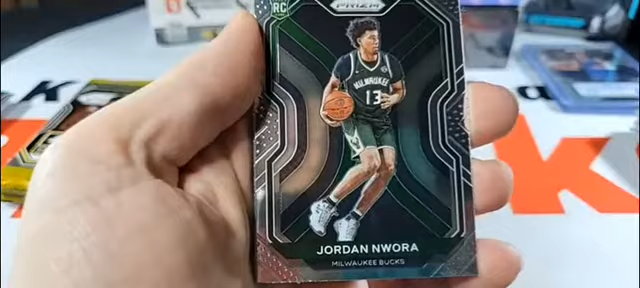 RC
PRIZM
MILWAUKEE
13
JORDAN NWORA
MILWAUKEE BUCKS